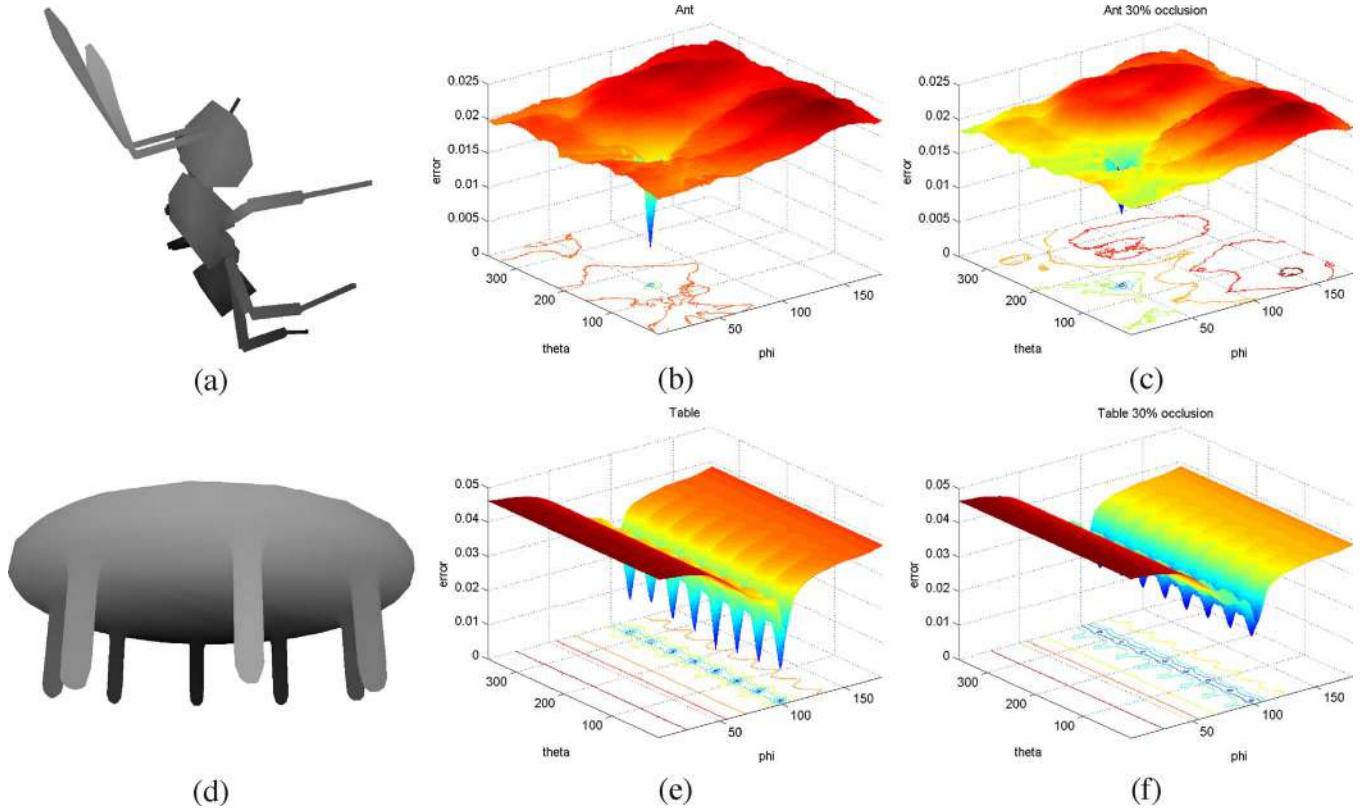 Ant
0.025
0.02
0.015
0.01
0.005
0
error
300
200
100
theta
50
100
150
phi
Ant 30% occlusion
0.025
0.02
0.015
0.01
0.005
0
error
300
200
100
theta
50
100
150
phi
(a)
(b)
(c)
Table
0.05
0.04
0.03
0.02
0.01
0
error
300
200
100
theta
50
100
150
phi
Table 30% occlusion
0.05
0.04
0.03
0.02
0.01
0
error
300
200
100
theta
50
100
150
phi
(d)
(e)
(f)